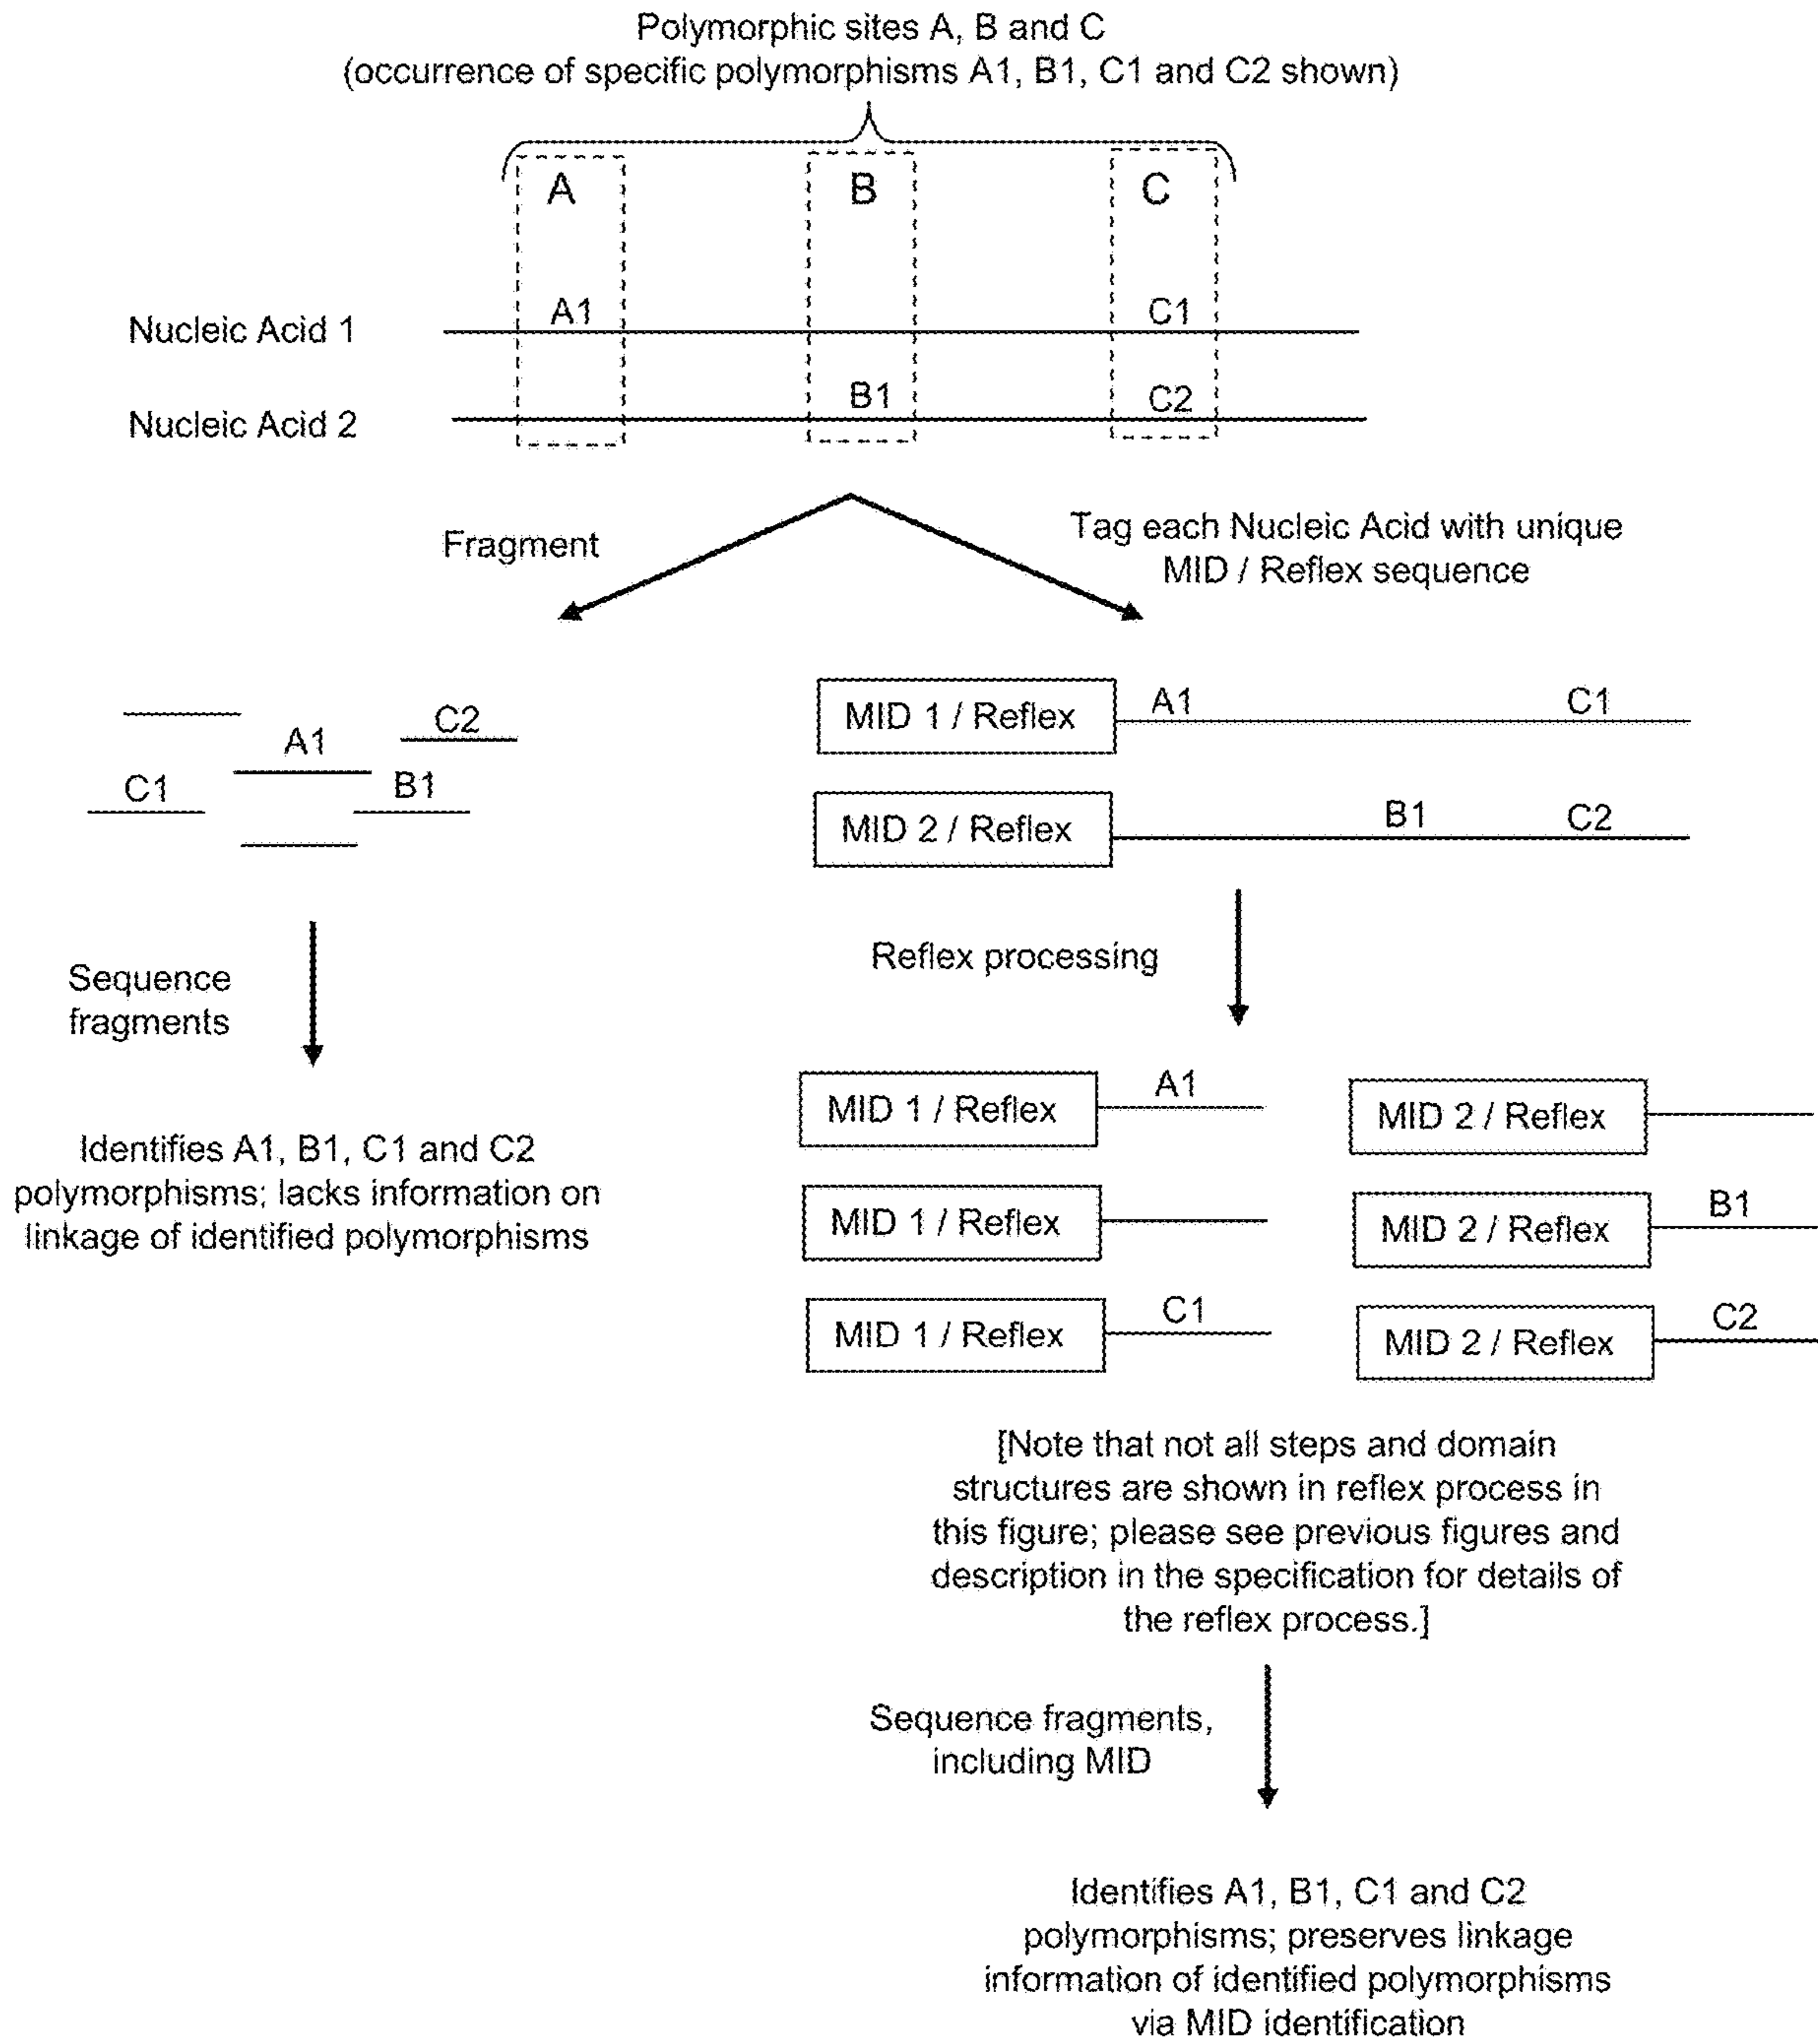 Polymorphic sites A, B and C
(occurrence of specific polymorphisms A1, B1, C1 and C2 shown)
A B C
A1 C1
Nucleic Acid 1
B1 C2
Nucleic Acid 2
Fragment
Tag each Nucleic Acid with unique
MID / Reflex sequence
C2
A1
C1 B1
MID 1 / Reflex A1 C1
MID 2 / Reflex B1 C2
Sequence
fragments
Identifies A1, B1, C1 and C2
polymorphisms; lacks information on
linkage of identified polymorphisms
Reflex processing
MID 1 / Reflex A1
MID 2 / Reflex
MID 1 / Reflex
MID 2 / Reflex B1
MID 1 / Reflex C1
MID 2 / Reflex C2
[Note that not all steps and domain
structures are shown in reflex process in
this figure; please see previous figures and
description in the specification for details of
the reflex process.]
Sequence fragments,
including MID
Identifies A1, B1, C1 and C2
polymorphisms; preserves linkage
information of identified polymorphisms
via MID identification